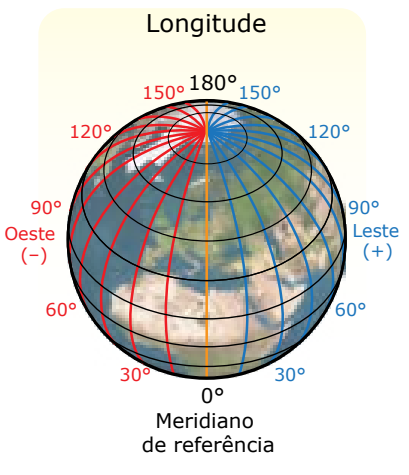 Longitude
180°
150° 150°
120° 120°
90° 90°
Oeste Leste
(–) (+)
60° 60°
30° 30°
0°
Meridiano
de referência